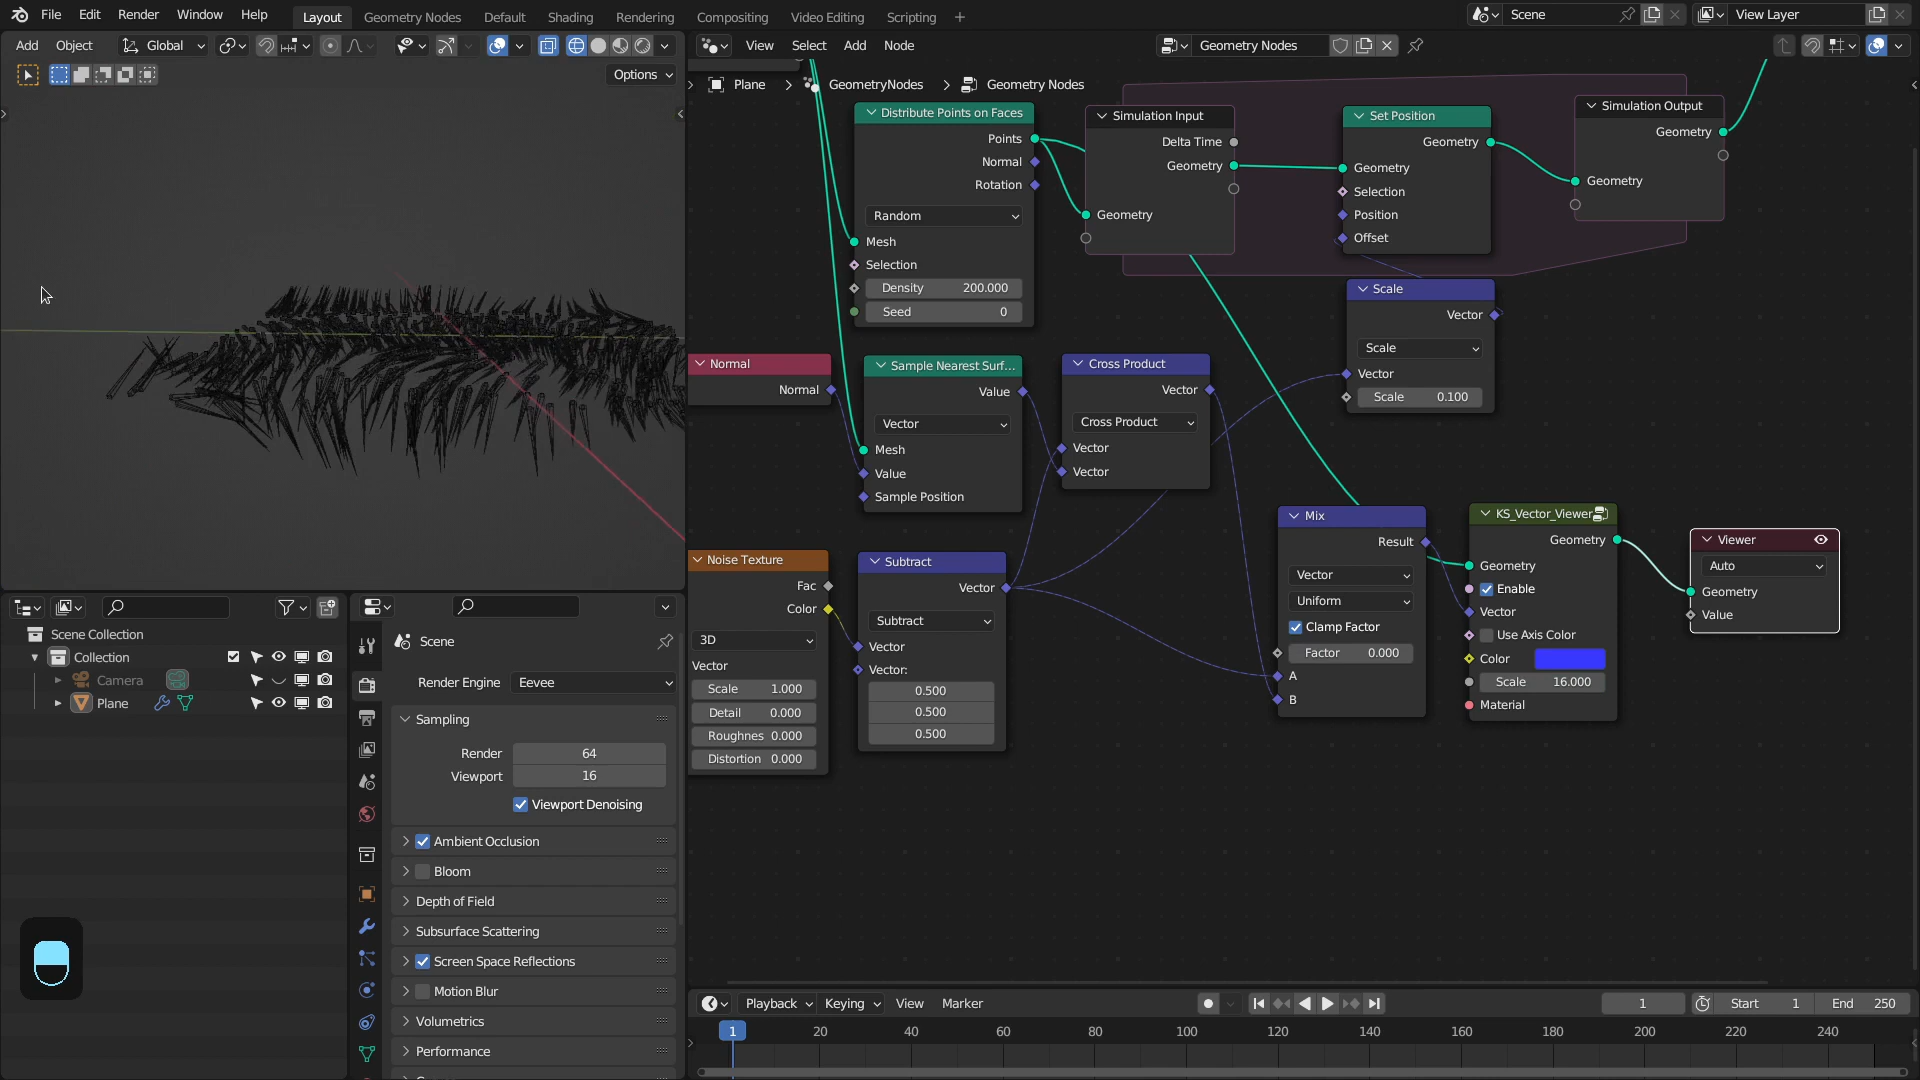 File Edit Render Window Help
Layout Geometry Nodes Default Shading Rendering Compositing Video Editing Scripting
Scene
View Layer
Add Object Global
Options
View Select Add Node
Geometry Nodes
Plane > GeometryNodes > Geometry Nodes
Distribute Points on Faces
Points
Normal
Rotation
Random
Mesh
Selection
Density 200.000
Seed 0
Simulation Input
Delta Time
Geometry
Geometry
Set Position
Geometry
Geometry
Selection
Position
Offset
Simulation Output
Geometry
Geometry
Scale
Vector
Scale
Vector
Scale 0.100
Normal
Normal
Sample Nearest Surf...
Value
Vector
Mesh
Value
Sample Position
Cross Product
Vector
Cross Product
Vector
Vector
Noise Texture
Fac
Color
3D
Vector
Scale 1.000
Detail 0.000
Roughnes 0.000
Distortion 0.000
Subtract
Vector
Subtract
Vector
Vector:
0.500
0.500
0.500
Mix
Result
Vector
Uniform
Clamp Factor
Factor 0.000
A
B
KS_Vector_Viewer
Geometry
Geometry
Enable
Vector
Use Axis Color
Color
Scale 16.000
Material
Viewer
Auto
Geometry
Value
Scene Collection
Collection
Camera
Plane
Scene
Render Engine Eevee
Sampling
Render 64
Viewport 16
Viewport Denoising
Ambient Occlusion
Bloom
Depth of Field
Subsurface Scattering
Screen Space Reflections
Motion Blur
Volumetrics
Performance
Playback Keying View Marker
1 Start 1 End 250
1 20 40 60 80 100 120 140 160 180 200 220 240